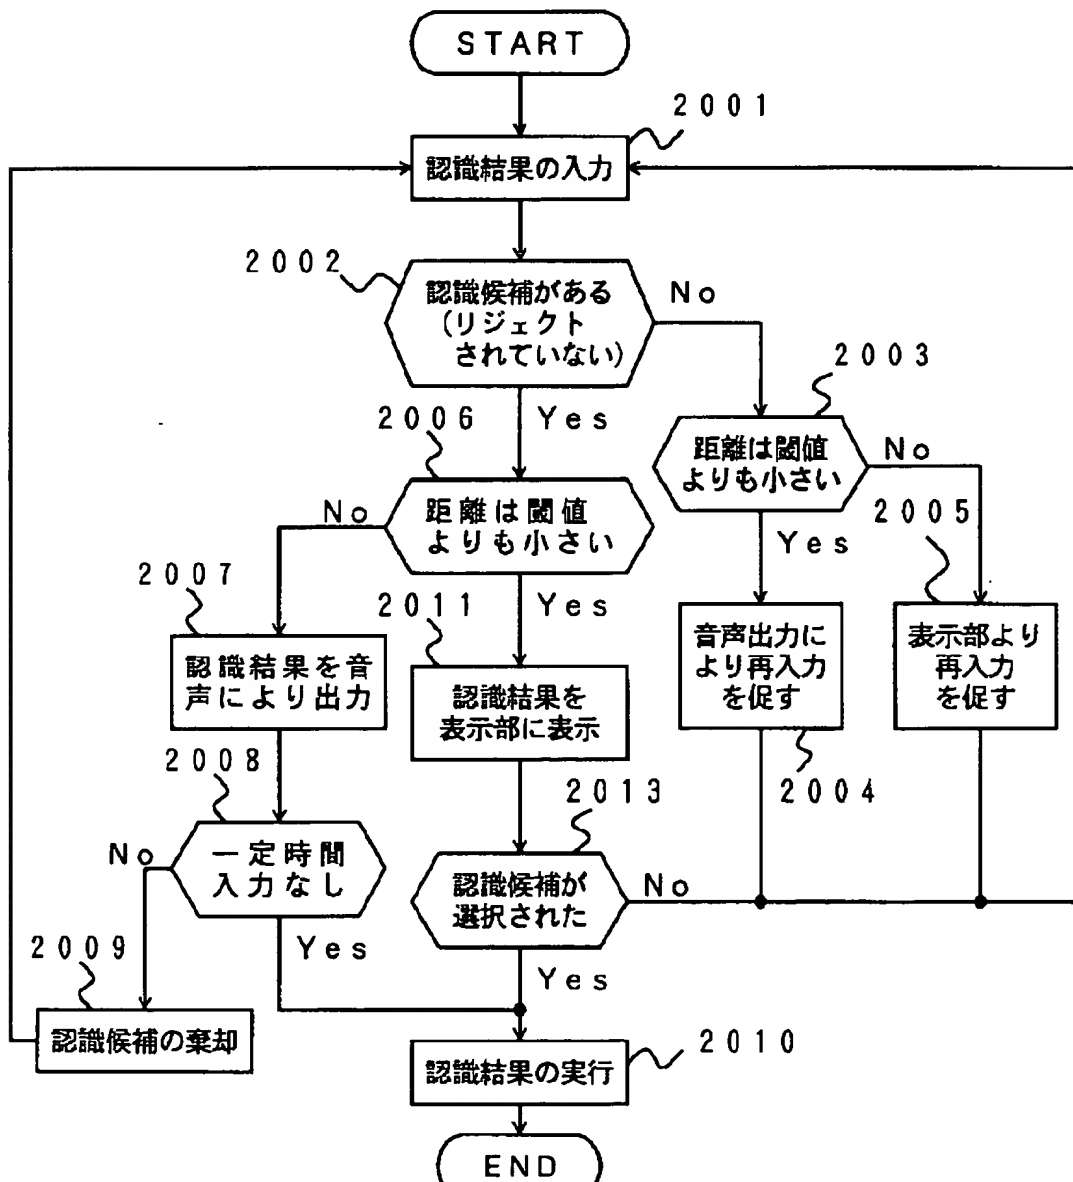 START
2001
認識結果の入力
2002
認識候補がある
(リジェクト
されていない)
No
2003
2006
Yes
距離は閾値
よりも小さい
No
No
距離は閾値
よりも小さい
2005
Yes
2007
2011
Yes
認識結果を音
声により出力
認識結果を
表示部に表示
音声出力に
より再入力
を促す
表示部より
再入力
を促す
2008
2013
2004
No
一定時間
入力なし
認識候補が
選択された
No
2009
Yes
Yes
認識候補の棄却
2010
認識結果の実行
END